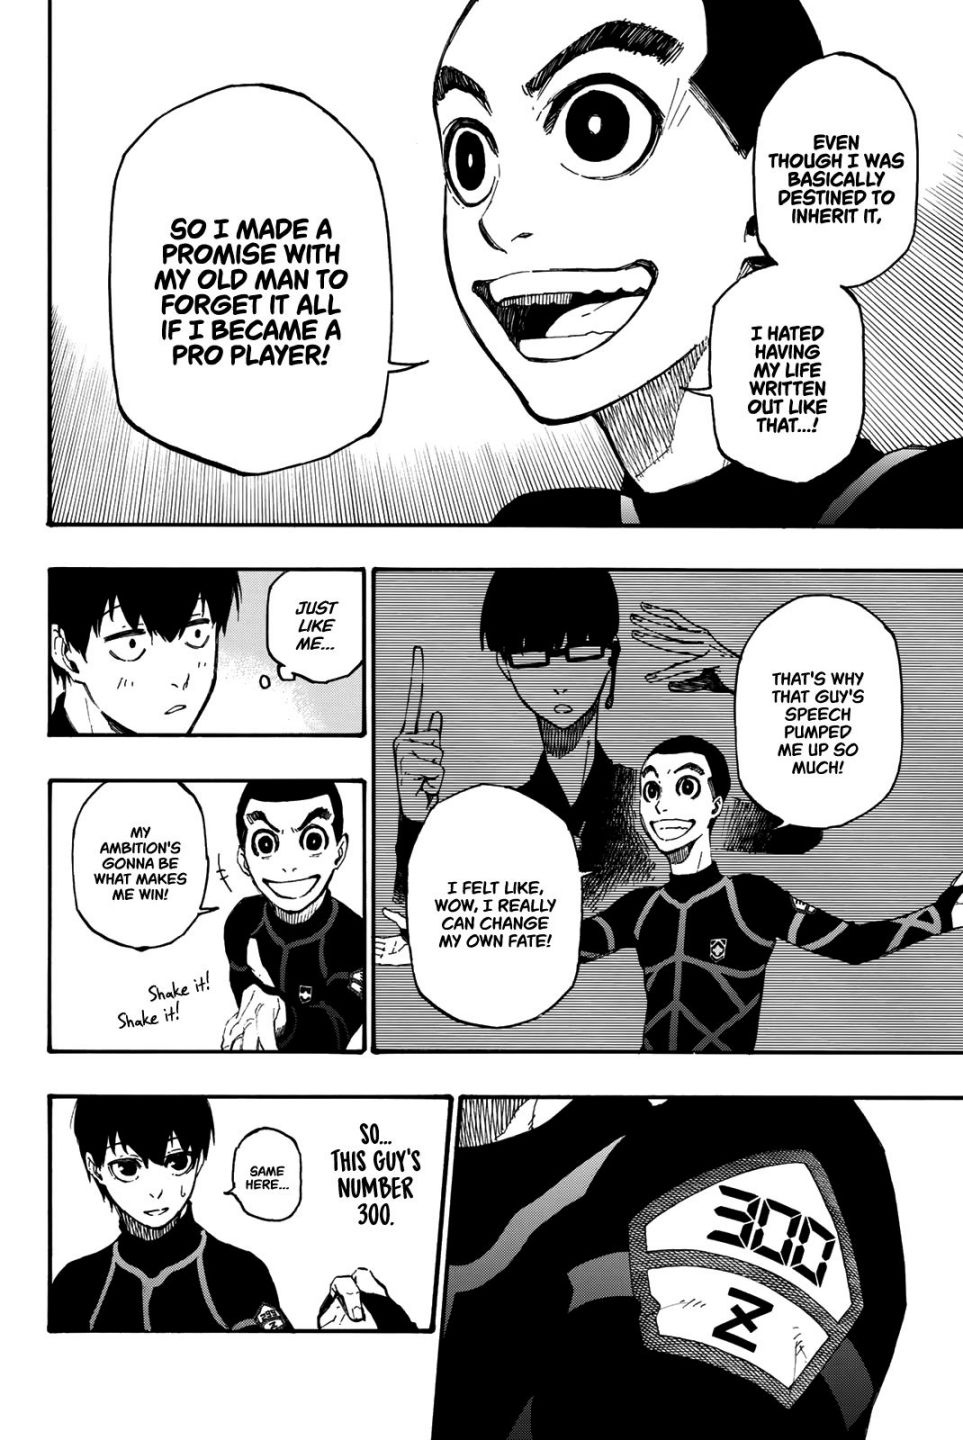 EVEN
THOUGH I WAS
BASICALLY
DESTINED TO
INHERIT IT,
I HATED
HAVING
MY LIFE
WRITTEN
OUT LIKE
THAT...!
SO I MADE A
PROMISE WITH
MY OLD MAN TO
FORGET IT ALL
IF I BECAME A
PRO PLAYER!
THAT'S WHY
THAT GUY'S
SPEECH
PUMPED
ME UP SO
MUCH!
I FELT LIKE,
WOW, I REALLY
CAN CHANGE
MY OWN FATE!
JUST
LIKE
ME...
MY
AMBITION'S
GONNA BE
WHAT MAKES
ME WIN!
Shake it!
Shake it!
300
Z
SO...
THIS GUY'S
NUMBER
300.
SAME
HERE...